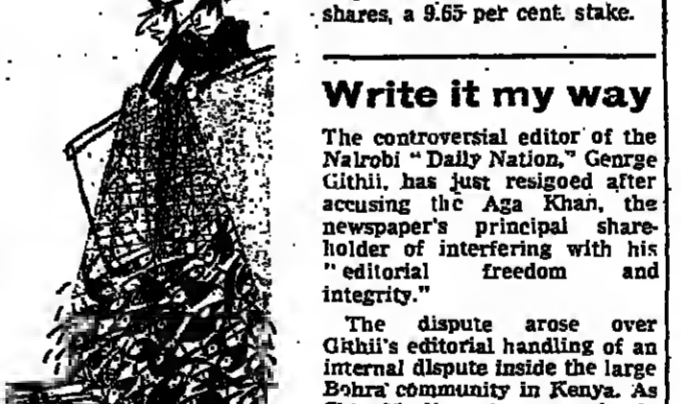 shares, a 9.65 per cent. stake.
Write it my way
The controversial editor of the
Nairobi "Daily Nation," George
Githii, has just resigoed after
accusing the Aga Khan, the
newspaper's principal share-
holder of interfering with his
"editorial freedom and
integrity."
The dispute arose over
Githii's editorial handling of an
internal dispute inside the large
Bohra community in Kenya. As